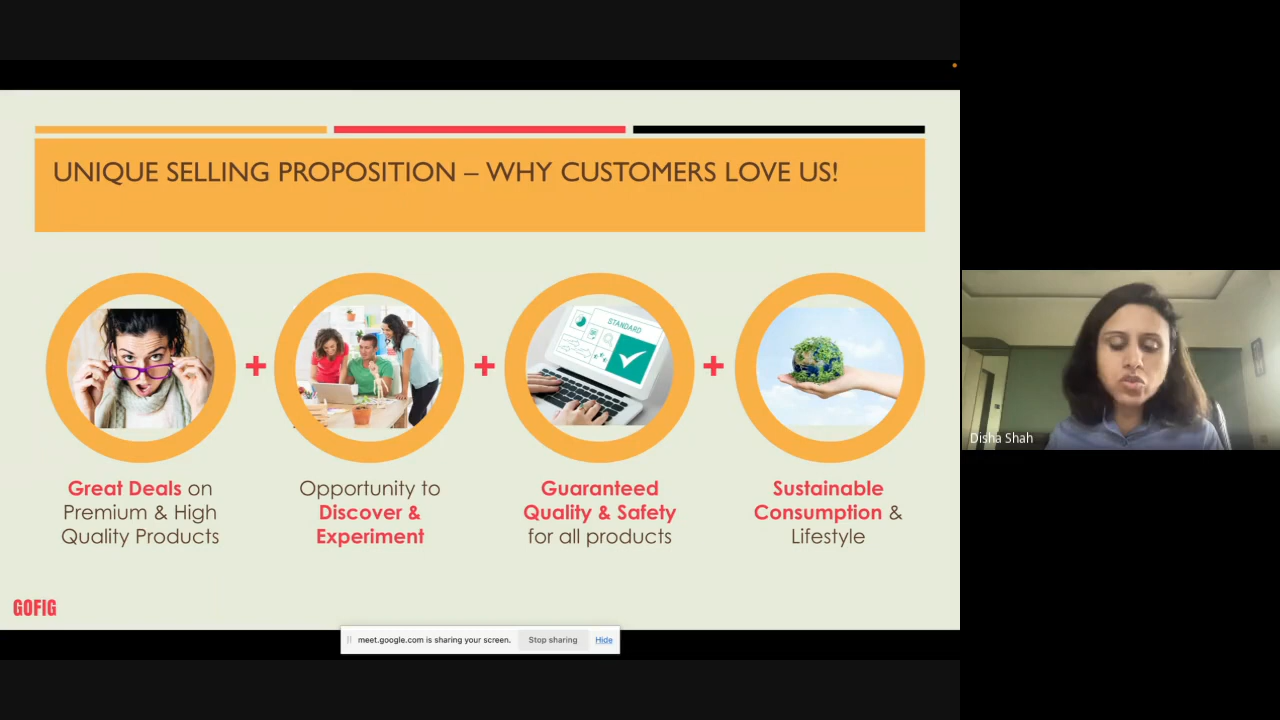 UNIQUE SELLING PROPOSITION – WHY CUSTOMERS LOVE US!
STANDARD
+ + +
Great Deals on
Premium & High
Quality Products
Opportunity to
Discover &
Experiment
Guaranteed
Quality & Safety
for all products
Sustainable
Consumption &
Lifestyle
GOFIG
meet.google.com is sharing your screen. Stop sharing Hide
Disha Shah